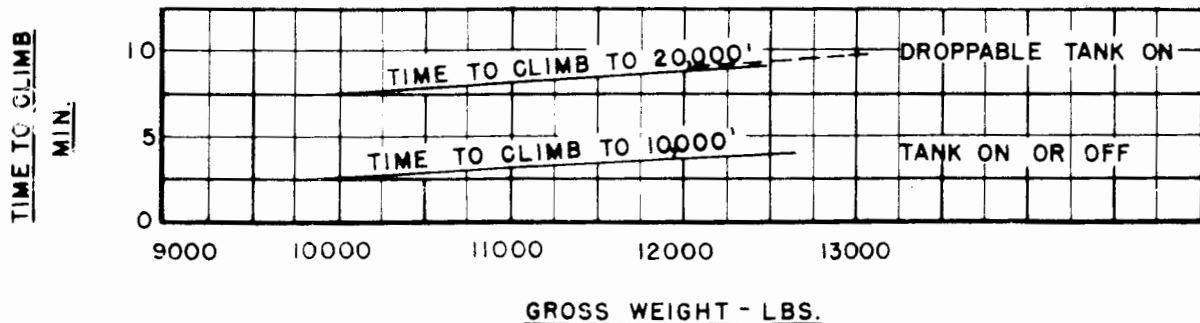 TIME TO CLIMB
MIN.
10
5
0
TIME TO CLIMB TO 20,000'
DROPPABLE TANK ON
TIME TO CLIMB TO 10,000'
TANK ON OR OFF
9000 10000 11000 12000 13000
GROSS WEIGHT - LBS.